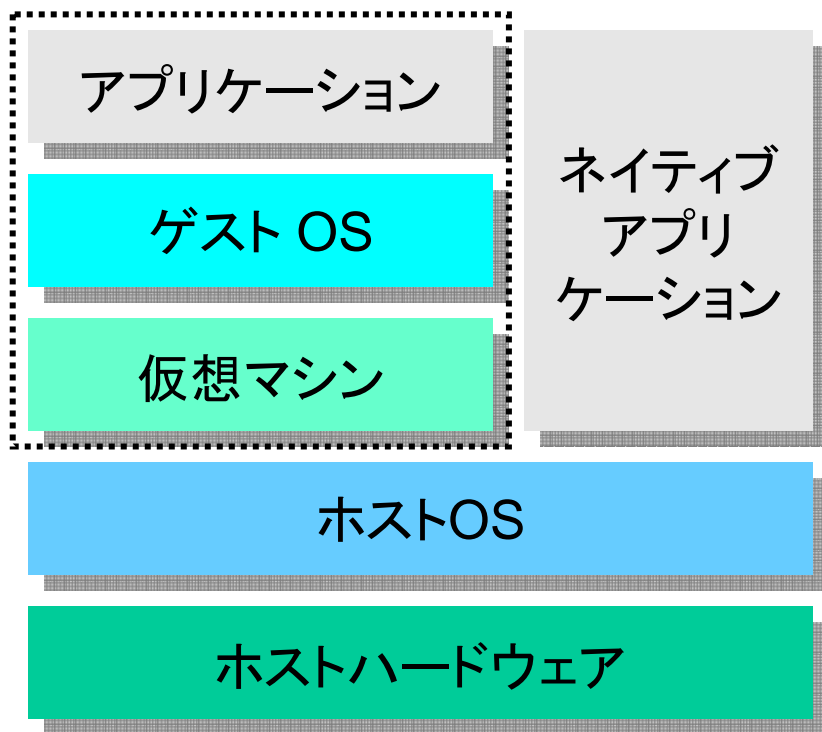 アプリケーション
ゲスト OS
仮想マシン
ネイティブ
アプリ
ケーション
ホストOS
ホストハードウェア